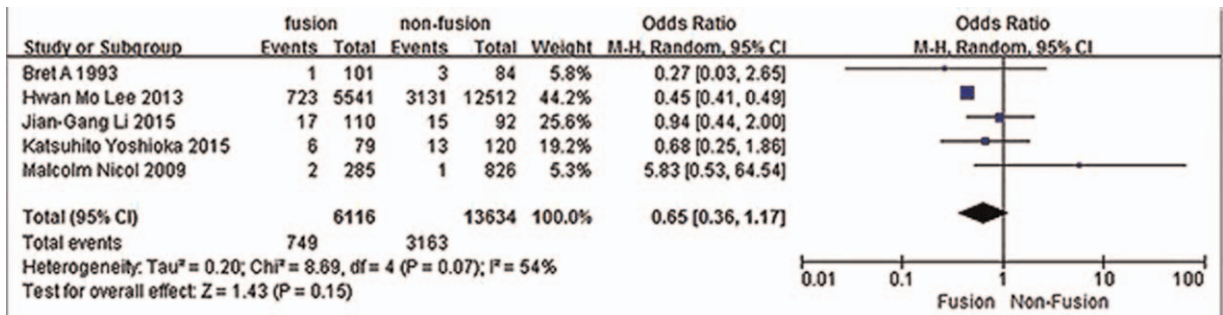 fusion non-fusion Odds Ratio Odds Ratio
Study or Subgroup Events Total Events Total Weight M-H, Random, 95% CI M-H, Random, 95% CI
Bret A 1993 1 101 3 84 5.8% 0.27 [0.03, 2.65]
Hwan Mo Lee 2013 723 5541 3131 12512 44.2% 0.45 [0.41, 0.49]
Jian-Gang Li 2015 17 110 15 92 25.6% 0.94 [0.44, 2.00]
Katsuhito Yoshioka 2015 6 79 13 120 19.2% 0.68 [0.25, 1.86]
Malcolm Nicol 2009 2 285 1 826 5.3% 5.83 [0.53, 64.54]
Total (95% CI) 6116 13634 100.0% 0.65 [0.36, 1.17]
Total events 749 3163
Heterogeneity: Tau² = 0.20; Chi² = 8.69, df = 4 (P = 0.07); I² = 54%
Test for overall effect: Z = 1.43 (P = 0.15)
0.01 0.1 1 10 100
Fusion Non-Fusion